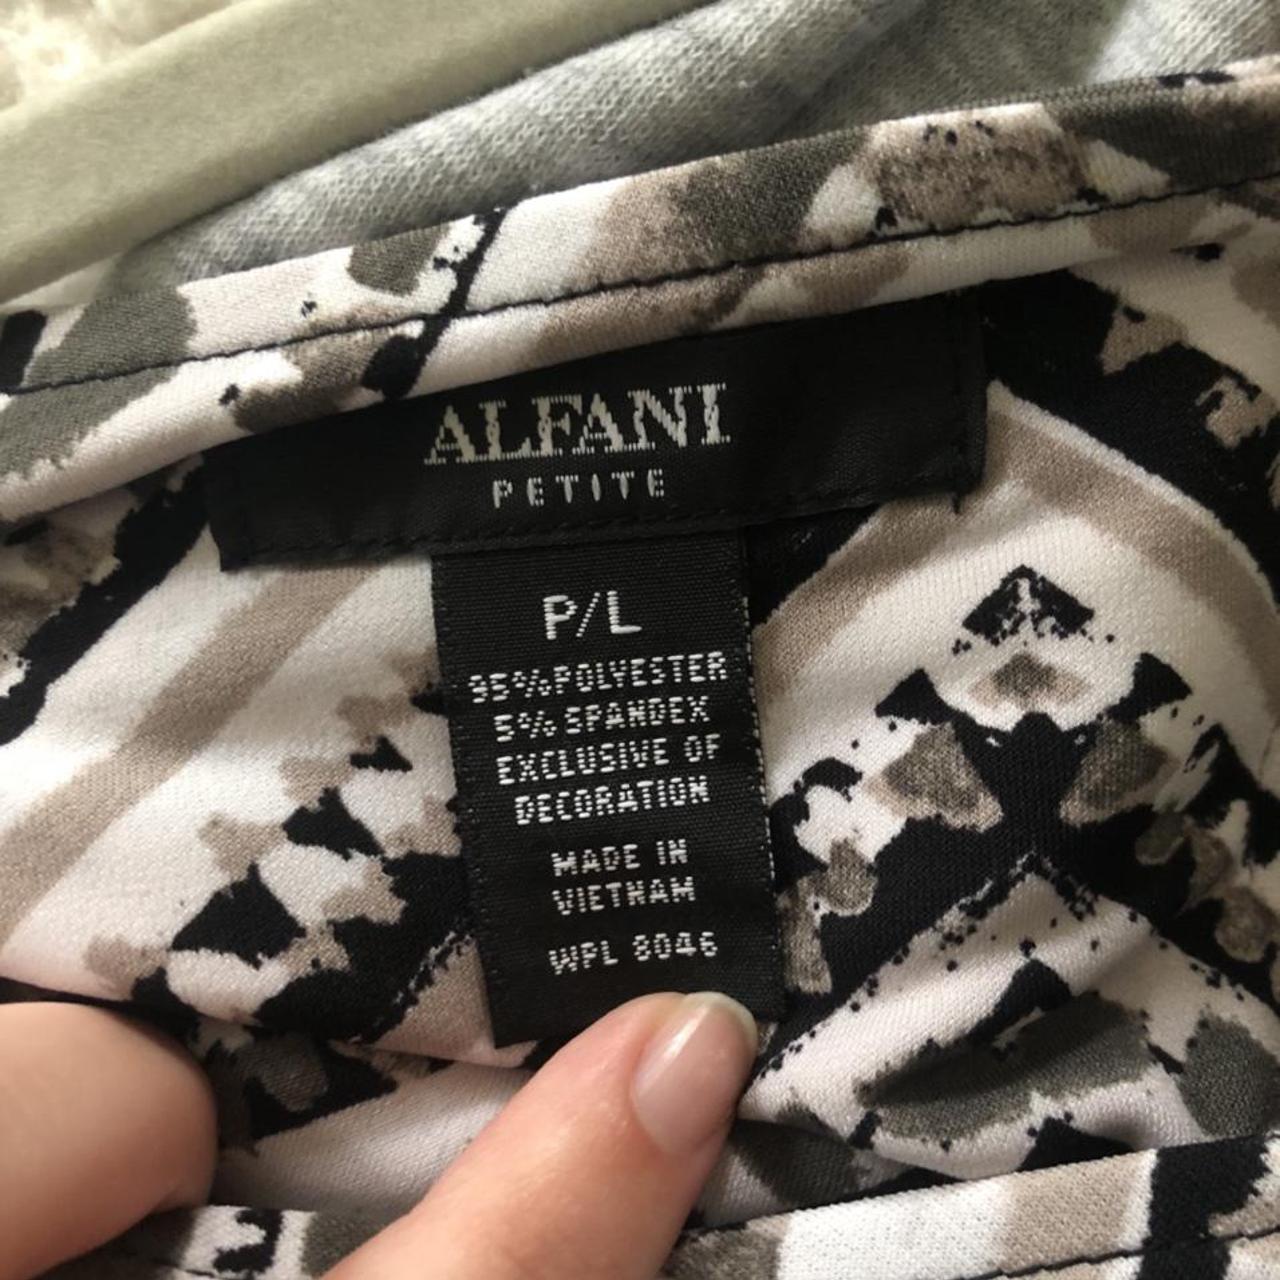 ALFANI
PETITE
P/L
95% POLYESTER
5% SPANDEX
EXCLUSIVE OF
DECORATION
MADE IN
VIETNAM
WPL 8046